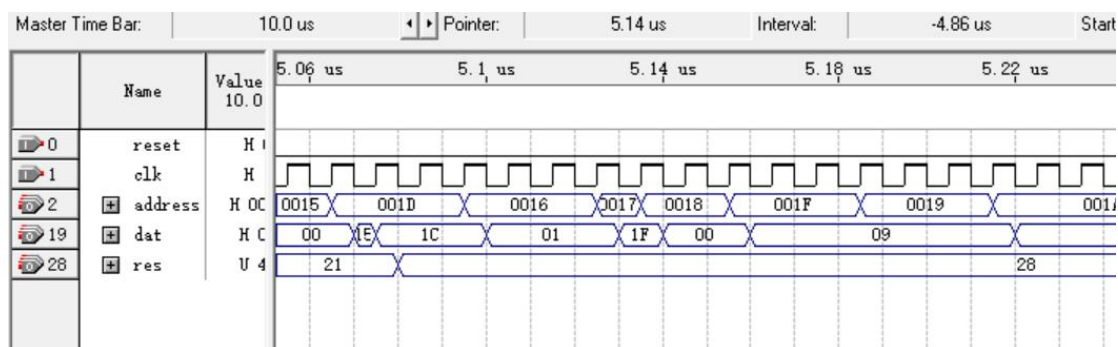 Master Time Bar: 10.0 us Pointer: 5.14 us Interval: -4.86 us Start
Name Value 10.0 5.06 us 5.1 us 5.14 us 5.18 us 5.22 us
0 reset H
1 clk H
2 address H 0015 001D 0016 0017 0018 001F 0019
19 dat H 00 1E 1C 01 1F 00 09
28 res U 4 21 28